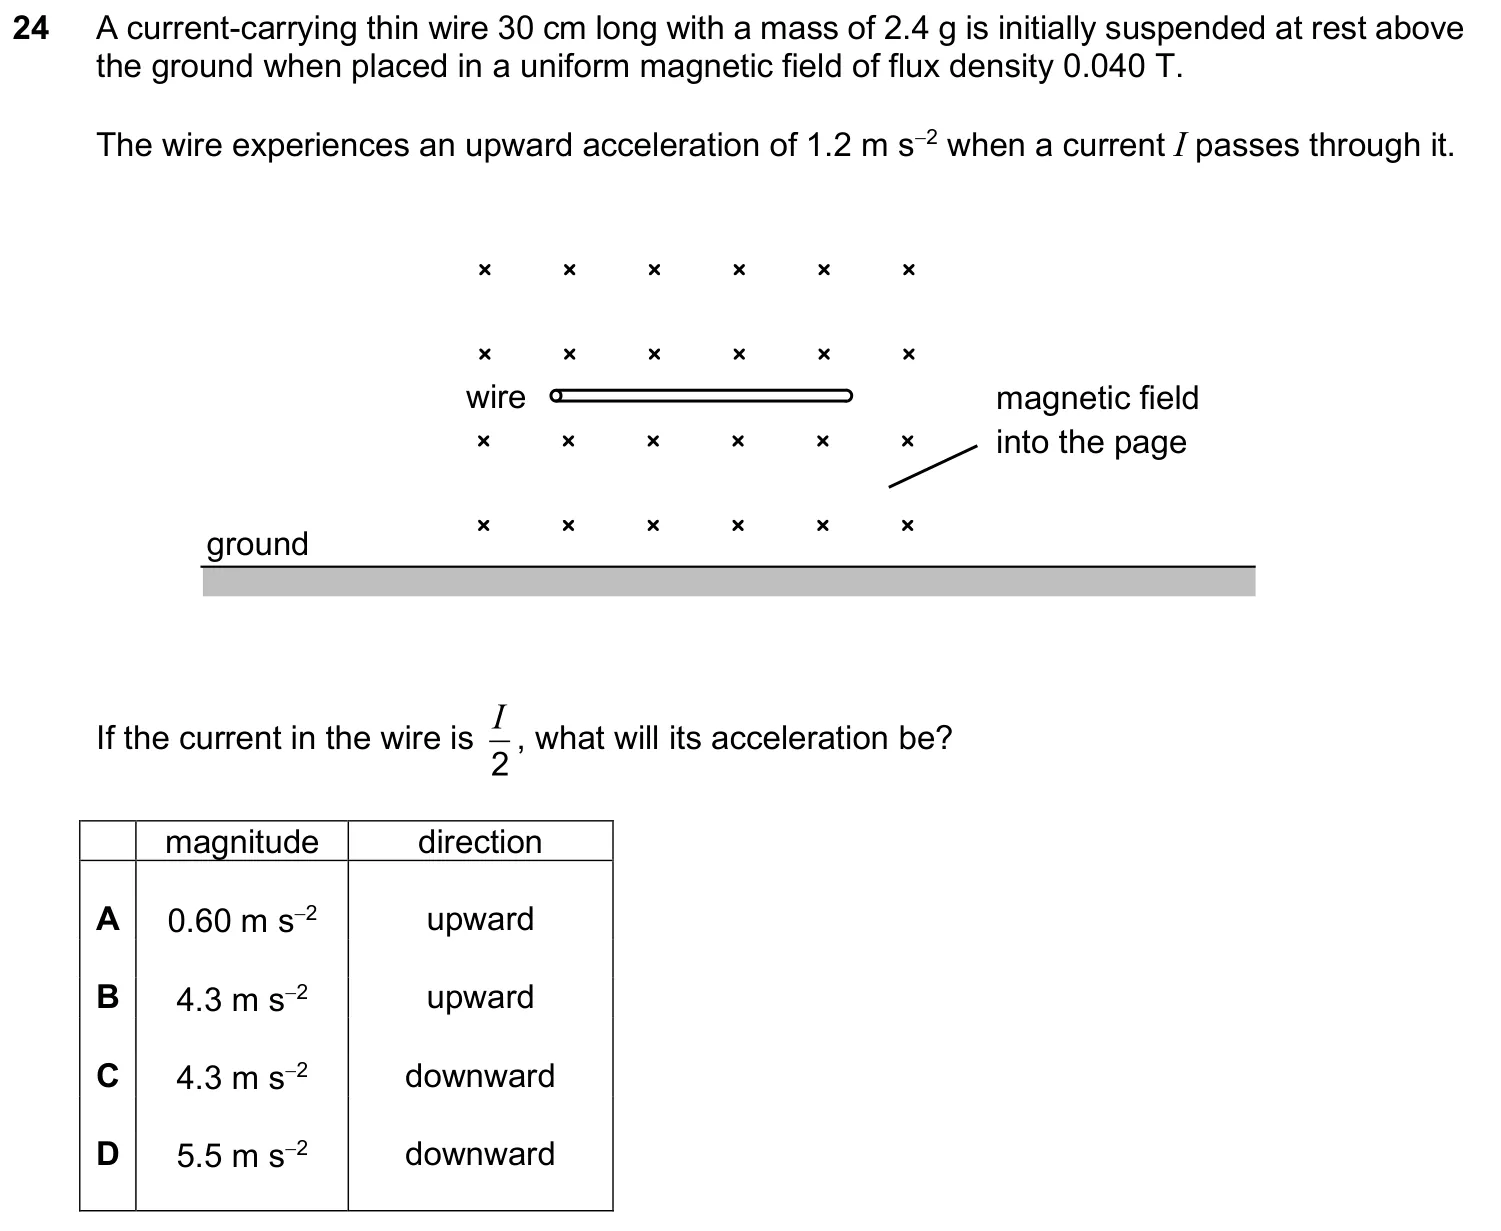 24 A current-carrying thin wire 30 cm long with a mass of 2.4 g is initially suspended at rest above
the ground when placed in a uniform magnetic field of flux density 0.040 T.
The wire experiences an upward acceleration of 1.2 m s⁻² when a current I passes through it.
× × × × × ×
× × × × × ×
wire magnetic field
× × × × × × into the page
× × × × × ×
ground
If the current in the wire is I/2, what will its acceleration be?
magnitude direction
A 0.60 m s⁻² upward
B 4.3 m s⁻² upward
C 4.3 m s⁻² downward
D 5.5 m s⁻² downward